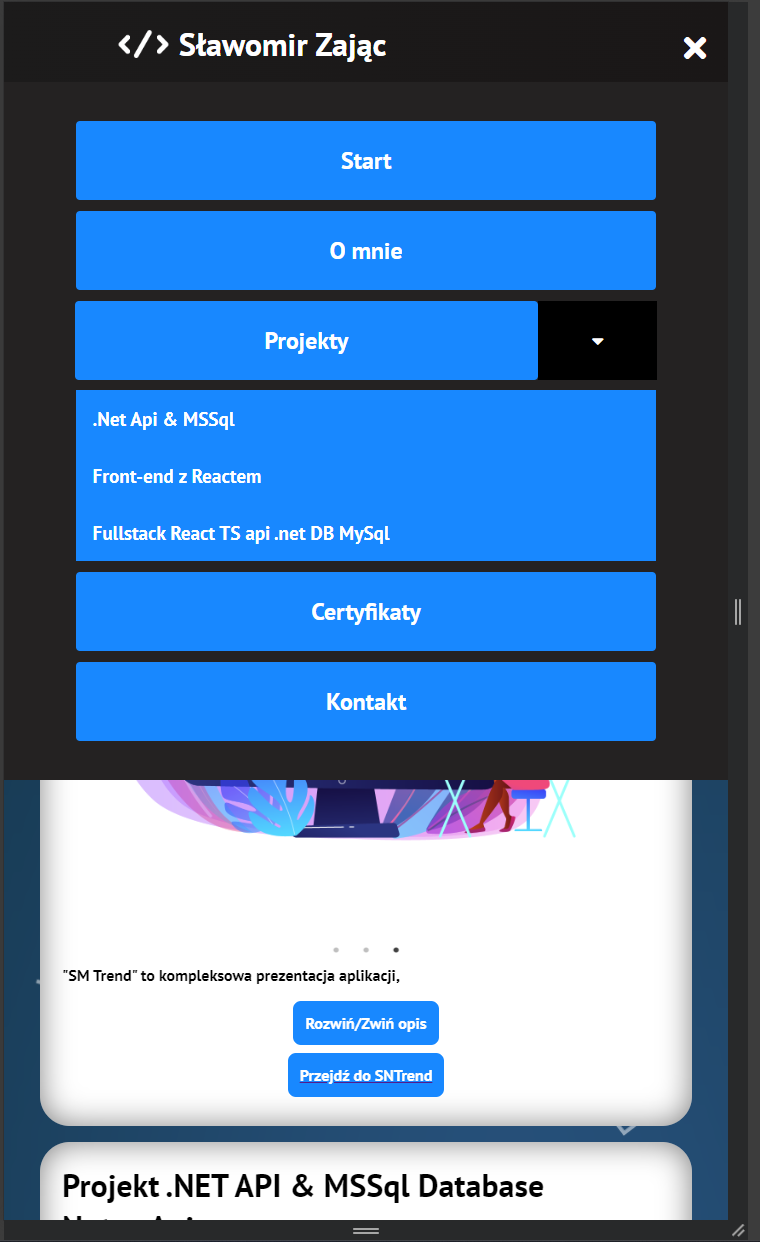 </> Sławomir Zając
Start
O mnie
Projekty
.Net Api & MSSql
Front-end z Reactem
Fullstack React TS api .net DB MySql
Certyfikaty
Kontakt
"SM Trend" to kompleksowa prezentacja aplikacji,
Rozwiń/Zwiń opis
Przejdź do SNTrend
Projekt .NET API & MSSql Database